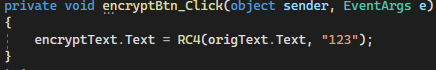 private void encryptBtn_Click(object sender, EventArgs e)
{
encryptText.Text = RC4(origText.Text, "123");
}